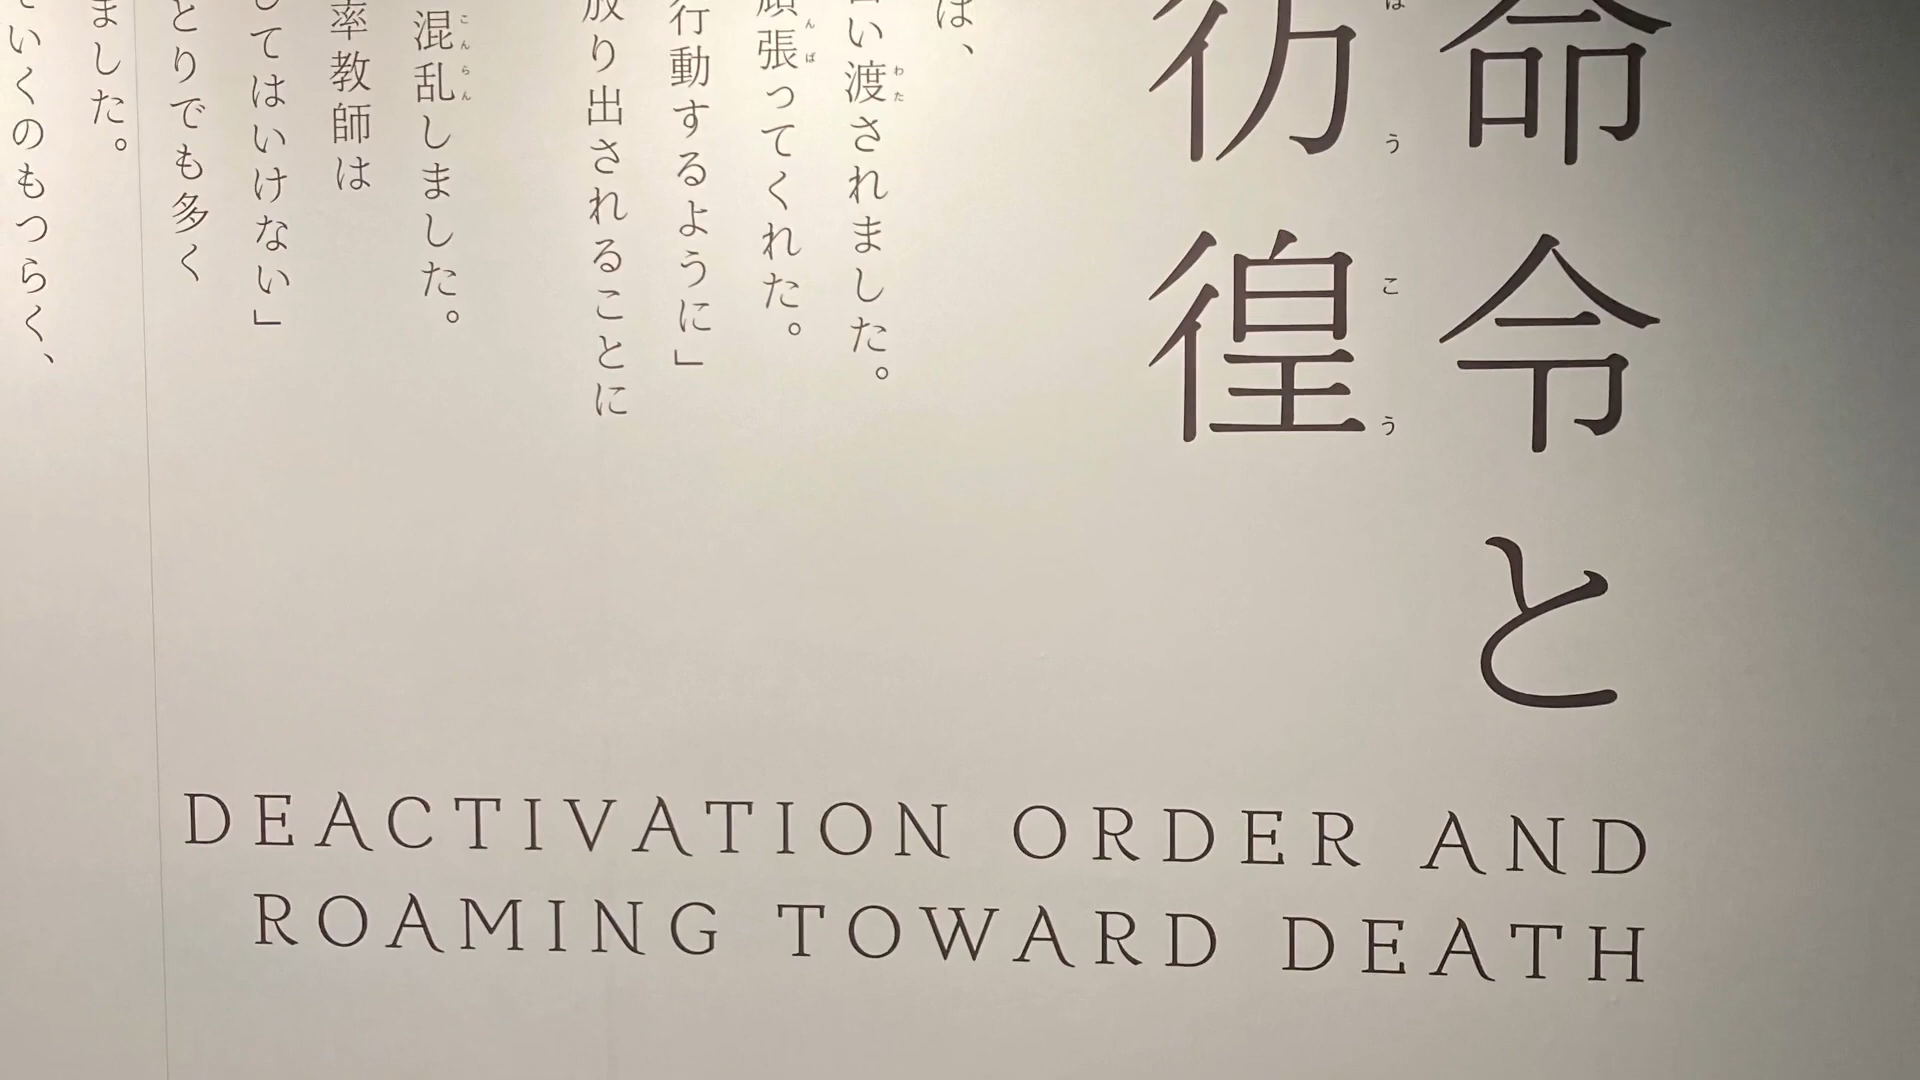 命令と
彷徨
は、
い渡されました。
張ってくれた。
行動するように」
放り出されることに
混乱しました。
率教師は
してはいけない」
とりでも多く
ました。
いくのもつらく、
DEACTIVATION ORDER AND
ROAMING TOWARD DEATH